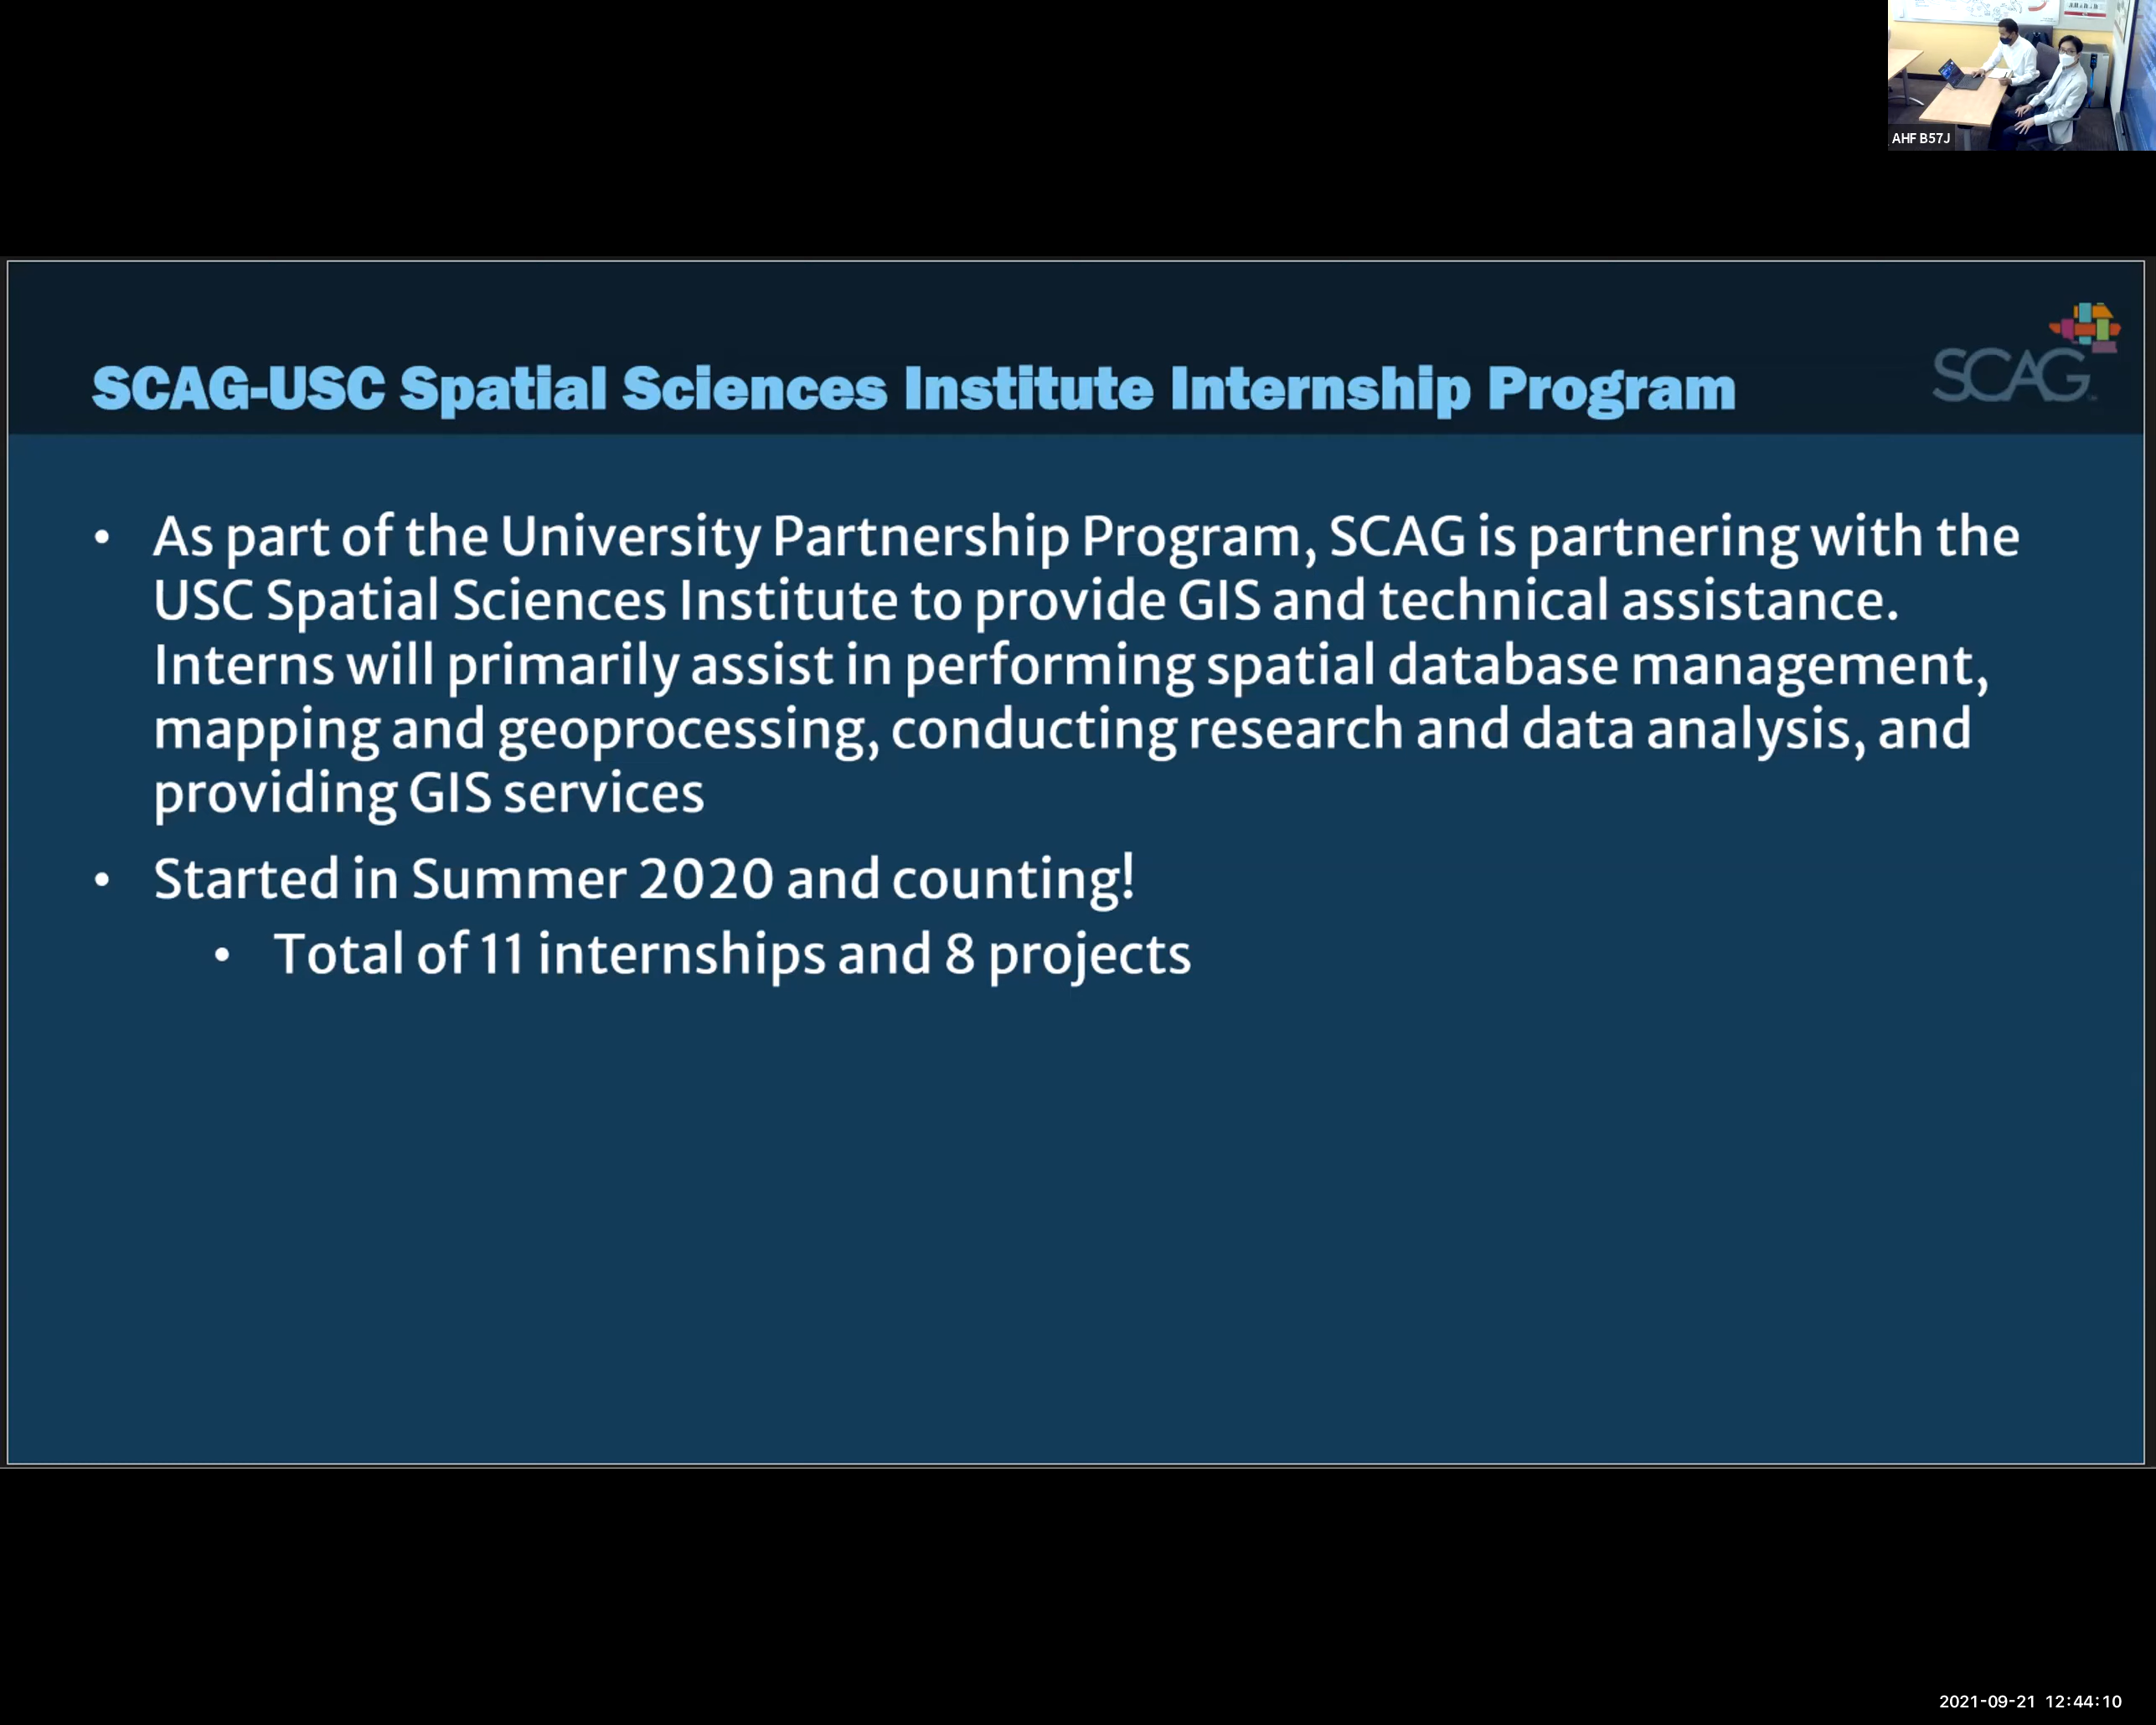 AHF B57J
SCAG-USC Spatial Sciences Institute Internship Program
SCAG
• As part of the University Partnership Program, SCAG is partnering with the
USC Spatial Sciences Institute to provide GIS and technical assistance.
Interns will primarily assist in performing spatial database management,
mapping and geoprocessing, conducting research and data analysis, and
providing GIS services
• Started in Summer 2020 and counting!
• Total of 11 internships and 8 projects
2021-09-21 12:44:10